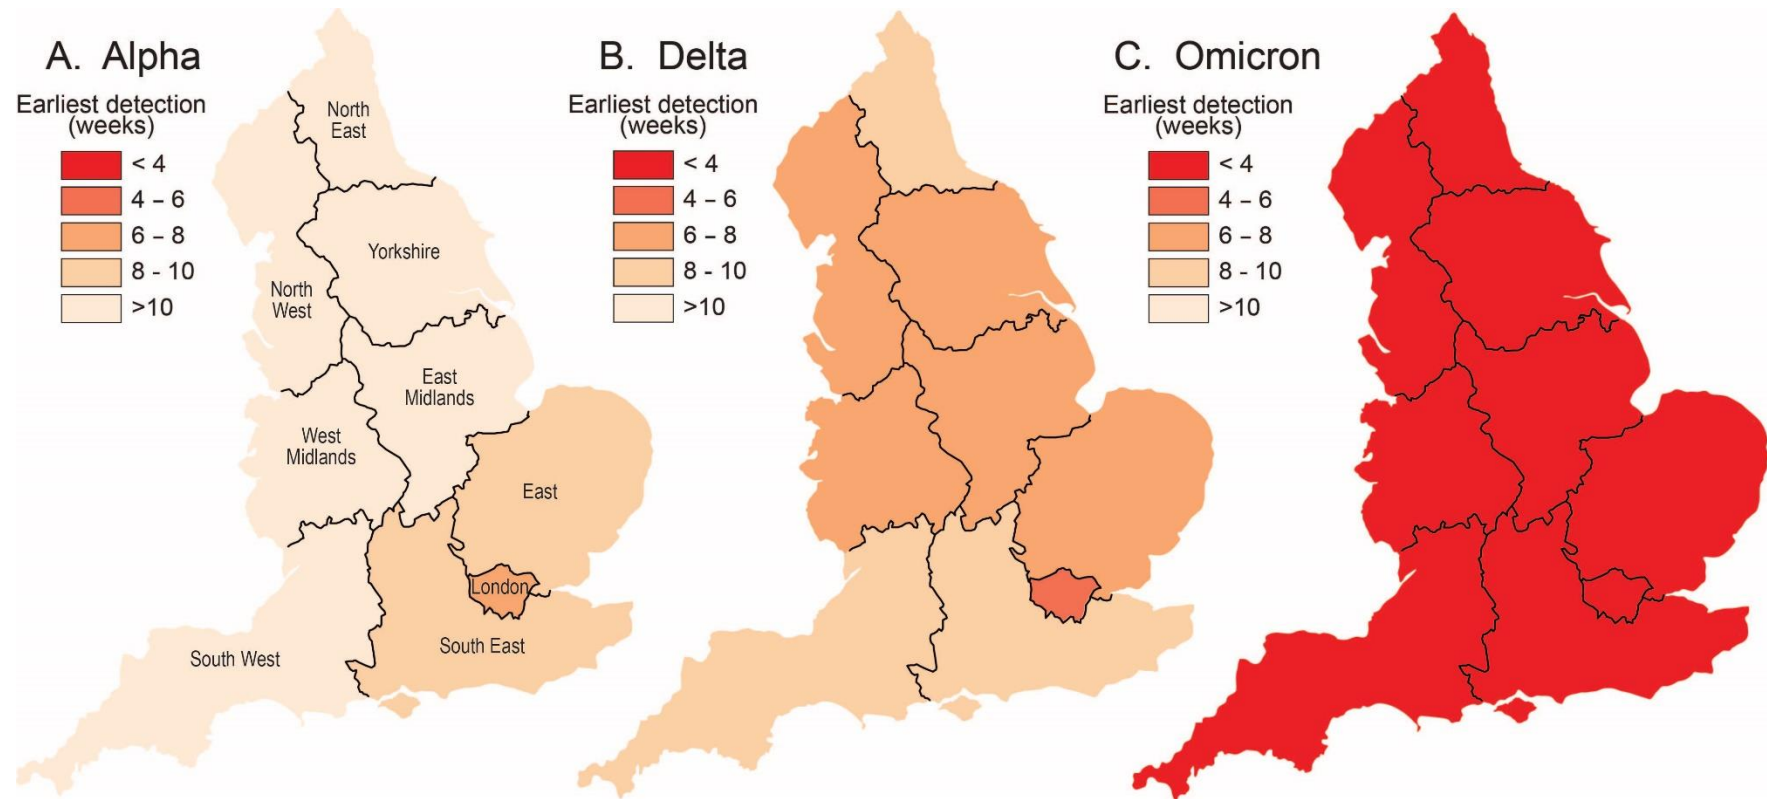 A. Alpha
Earliest detection
(weeks)
< 4
4 – 6
6 – 8
8 - 10
>10
North
East
Yorkshire
North
West
East
Midlands
West
Midlands
East
London
South East
South West
B. Delta
Earliest detection
(weeks)
< 4
4 – 6
6 – 8
8 - 10
>10
C. Omicron
Earliest detection
(weeks)
< 4
4 – 6
6 – 8
8 - 10
>10